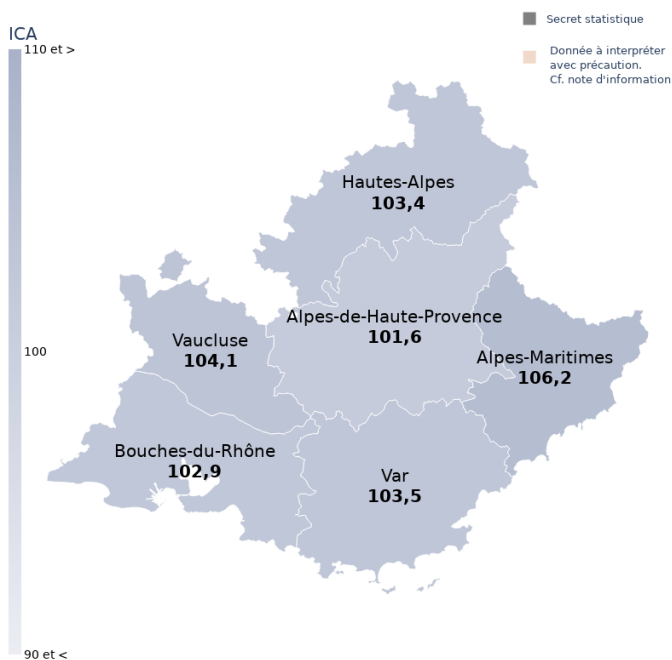 Secret statistique
ICA
110 et >
Donnée à interpréter
avec précaution.
Cf. note d'information
Hautes-Alpes
103,4
Alpes-de-Haute-Provence
101,6
Vaucluse
104,1
100
Alpes-Maritimes
106,2
Bouches-du-Rhône
102,9
Var
103,5
90 et <